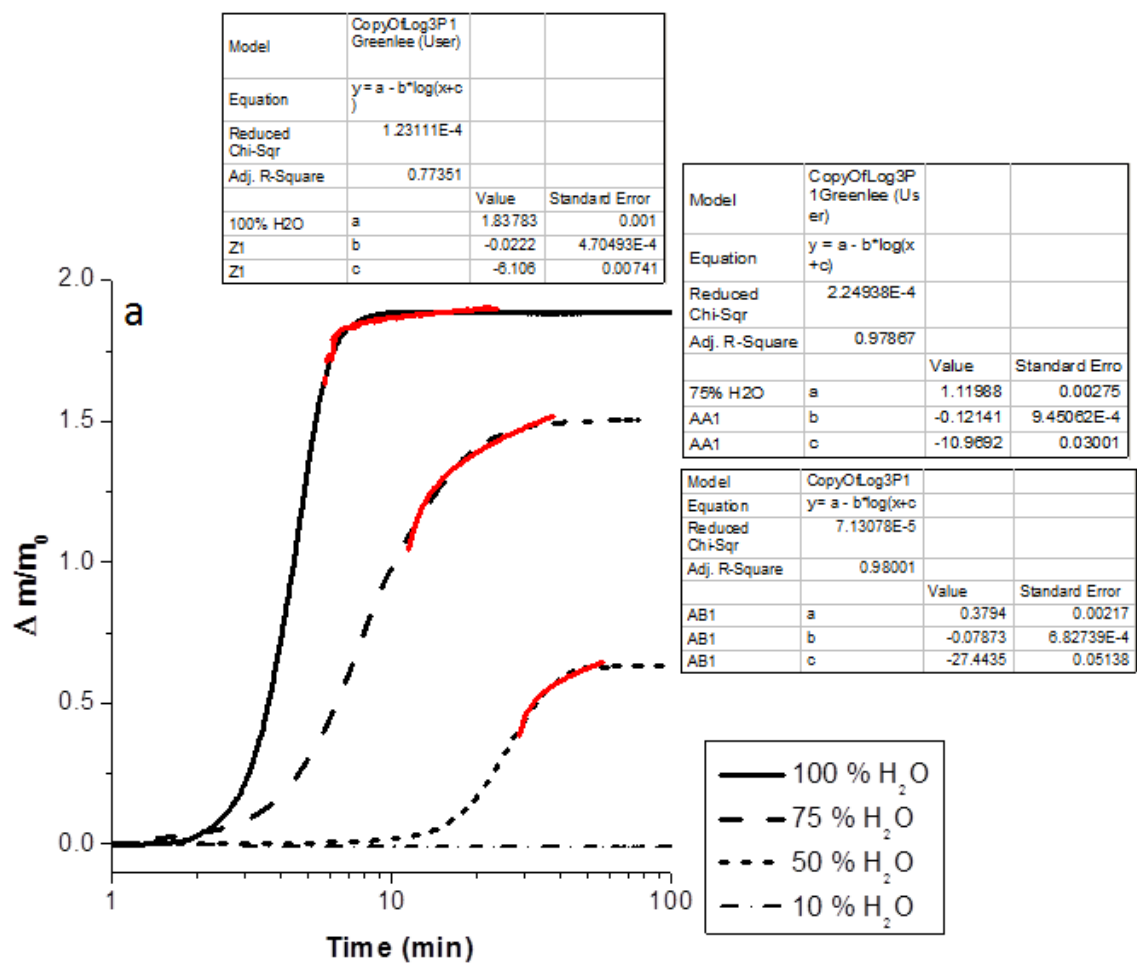 Model CopyOfLog3P1
Greenlee (User)
Equation y = a - b*log(x+c
)
Reduced 1.23111E-4
Chi-Sqr
Adj. R-Square 0.77351
Value Standard Error
100% H2O a 1.83783 0.001
Z1 b -0.0222 4.70493E-4
Z1 c -6.106 0.00741
Model CopyOfLog3P
1Greenlee (Us
er)
Equation y = a - b*log(x
+c)
Reduced 2.24938E-4
Chi-Sqr
Adj. R-Square 0.97867
Value Standard Erro
75% H2O a 1.11988 0.00275
AA1 b -0.12141 9.45062E-4
AA1 c -10.9692 0.03001
Model CopyOfLog3P1
Equation y= a - b*log(x+c
Reduced 7.13078E-5
Chi-Sqr
Adj. R-Square 0.98001
Value Standard Error
AB1 a 0.3794 0.00217
AB1 b -0.07873 6.82739E-4
AB1 c -27.4435 0.05138
a
2.0
1.5
1.0
0.5
0.0
Δ m/m₀
1 10 100
Time (min)
100 % H₂O
75 % H₂O
50 % H₂O
10 % H₂O